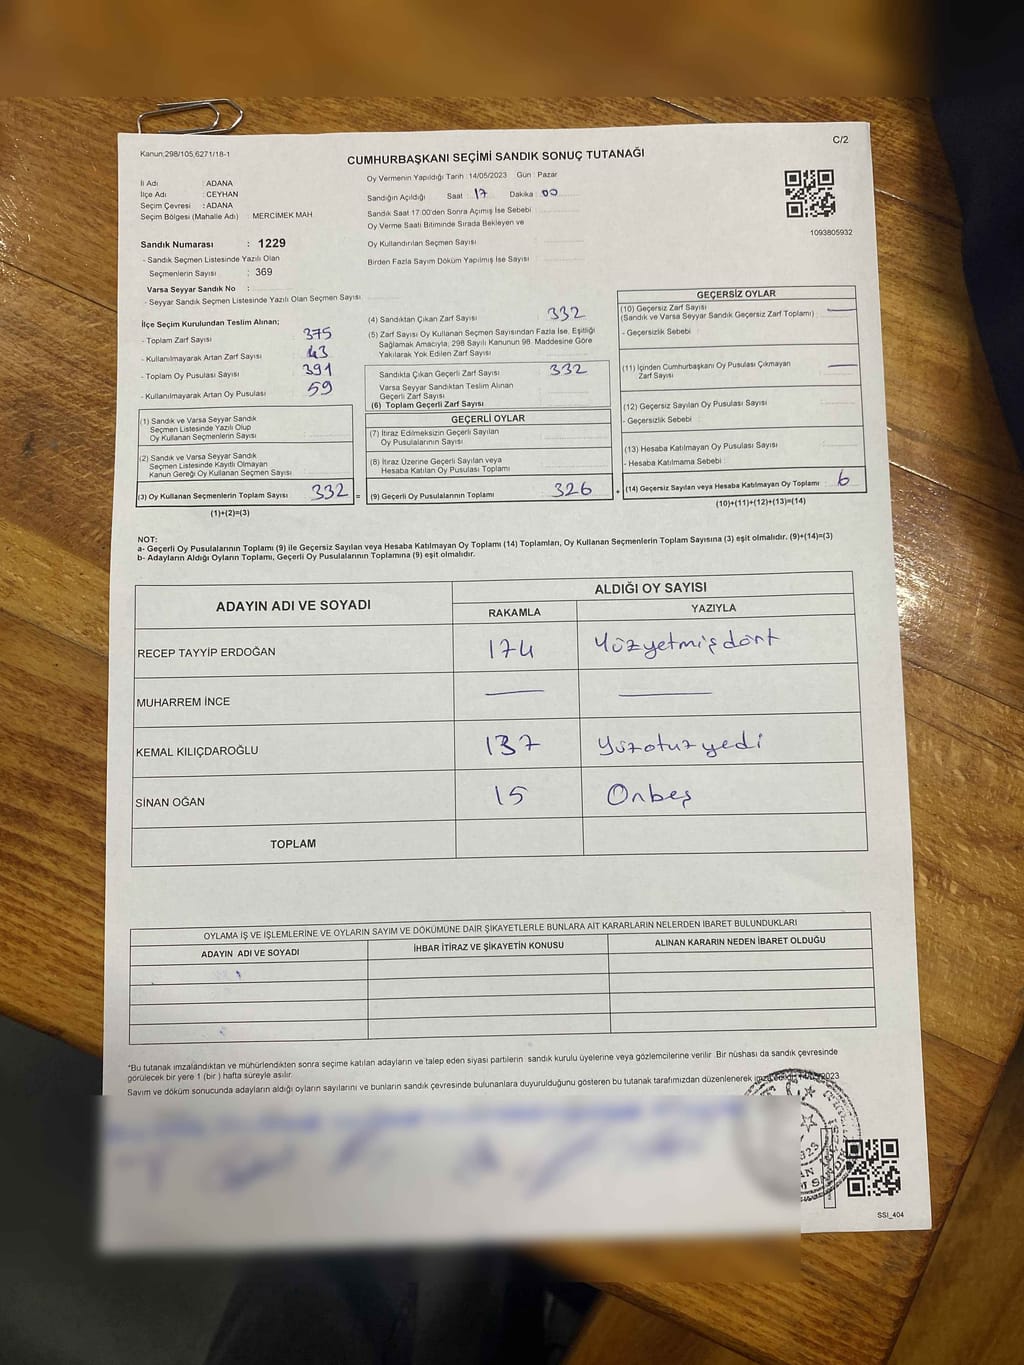 Kanun:298/105,6271/18-1
C/2
CUMHURBAŞKANI SEÇİMİ SANDIK SONUÇ TUTANAĞI
İl Adı : ADANA
İlçe Adı : CEYHAN
Seçim Çevresi : ADANA
Seçim Bölgesi (Mahalle Adı) : MERCİMEK MAH
Oy Vermenin Yapıldığı Tarih : 14/05/2023 Gün : Pazar
Sandığın Açıldığı Saat : 17 Dakika : 00
Sandık Saat 17:00'den Sonra Açımış İse Sebebi :
Oy Verme Saati Bitiminde Sırada Bekleyen ve
Oy Kullandırılan Seçmen Sayısı :
Birden Fazla Sayım Döküm Yapılmış İse Sayısı :
1093805932
Sandık Numarası : 1229
- Sandık Seçmen Listesinde Yazılı Olan
Seçmenlerin Sayısı : 369
Varsa Seyyar Sandık No :
- Seyyar Sandık Seçmen Listesinde Yazılı Olan Seçmen Sayısı :
İlçe Seçim Kurulundan Teslim Alınan;
- Toplam Zarf Sayısı : 375
- Kullanılmayarak Artan Zarf Sayısı : 43
- Toplam Oy Pusulası Sayısı : 391
- Kullanılmayarak Artan Oy Pusulası : 59
(1) Sandık ve Varsa Seyyar Sandık
Seçmen Listesinde Yazılı Olup
Oy Kullanan Seçmenlerin Sayısı :
(2) Sandık ve Varsa Seyyar Sandık
Seçmen Listesinde Kayıtlı Olmayan
Kanun Gereği Oy Kullanan Seçmen Sayısı :
(3) Oy Kullanan Seçmenlerin Toplam Sayısı : 332 =
(1)+(2)=(3)
(4) Sandıktan Çıkan Zarf Sayısı : 332
(5) Zarf Sayısı Oy Kullanan Seçmen Sayısından Fazla İse, Eşitliği
Sağlamak Amacıyla; 298 Sayılı Kanunun 98. Maddesine Göre
Yakılarak Yok Edilen Zarf Sayısı :
Sandıkta Çıkan Geçerli Zarf Sayısı : 332
Varsa Seyyar Sandıktan Teslim Alınan
Geçerli Zarf Sayısı :
(6) Toplam Geçerli Zarf Sayısı :
GEÇERLİ OYLAR
(7) İtiraz Edilmeksizin Geçerli Sayılan
Oy Pusulalarının Sayısı :
(8) İtiraz Üzerine Geçerli Sayılan veya
Hesaba Katılan Oy Pusulası Toplamı :
(9) Geçerli Oy Pusulalarının Toplamı : 326 +
GEÇERSİZ OYLAR
(10) Geçersiz Zarf Sayısı
(Sandık ve Varsa Seyyar Sandık Geçersiz Zarf Toplamı) : —
- Geçersizlik Sebebi :
(11) İçinden Cumhurbaşkanı Oy Pusulası Çıkmayan
Zarf Sayısı : —
(12) Geçersiz Sayılan Oy Pusulası Sayısı :
- Geçersizlik Sebebi :
(13) Hesaba Katılmayan Oy Pusulası Sayısı :
- Hesaba Katılmama Sebebi :
(14) Geçersiz Sayılan veya Hesaba Katılmayan Oy Toplamı : 6
(10)+(11)+(12)+(13)=(14)
NOT:
a- Geçerli Oy Pusulalarının Toplamı (9) ile Geçersiz Sayılan veya Hesaba Katılmayan Oy Toplamı (14) Toplamları, Oy Kullanan Seçmenlerin Toplam Sayısına (3) eşit olmalıdır. (9)+(14)=(3)
b- Adayların Aldığı Oyların Toplamı, Geçerli Oy Pusulalarının Toplamına (9) eşit olmalıdır.
ADAYIN ADI VE SOYADI
ALDIĞI OY SAYISI
RAKAMLA YAZIYLA
RECEP TAYYİP ERDOĞAN 174 Yüzyetmişdört
MUHARREM İNCE — —
KEMAL KILIÇDAROĞLU 137 Yüzotuzyedi
SİNAN OĞAN 15 Onbeş
TOPLAM
OYLAMA İŞ VE İŞLEMLERİNE VE OYLARIN SAYIM VE DÖKÜMÜNE DAİR ŞİKAYETLERLE BUNLARA AİT KARARLARIN NELERDEN İBARET BULUNDUKLARI
ADAYIN ADI VE SOYADI İHBAR İTİRAZ VE ŞİKAYETİN KONUSU ALINAN KARARIN NEDEN İBARET OLDUĞU
*Bu tutanak imzalandıktan ve mühürlendikten sonra seçime katılan adayların ve talep eden siyasi partilerin sandık kurulu üyelerine veya gözlemcilerine verilir. Bir nüshası da sandık çevresinde
görülecek bir yere 1 (bir ) hafta süreyle asılır.
Sayım ve döküm sonucunda adayların aldığı oyların sayılarını ve bunların sandık çevresinde bulunanlara duyurulduğunu gösteren bu tutanak tarafımızdan düzenlenerek
SSI_404